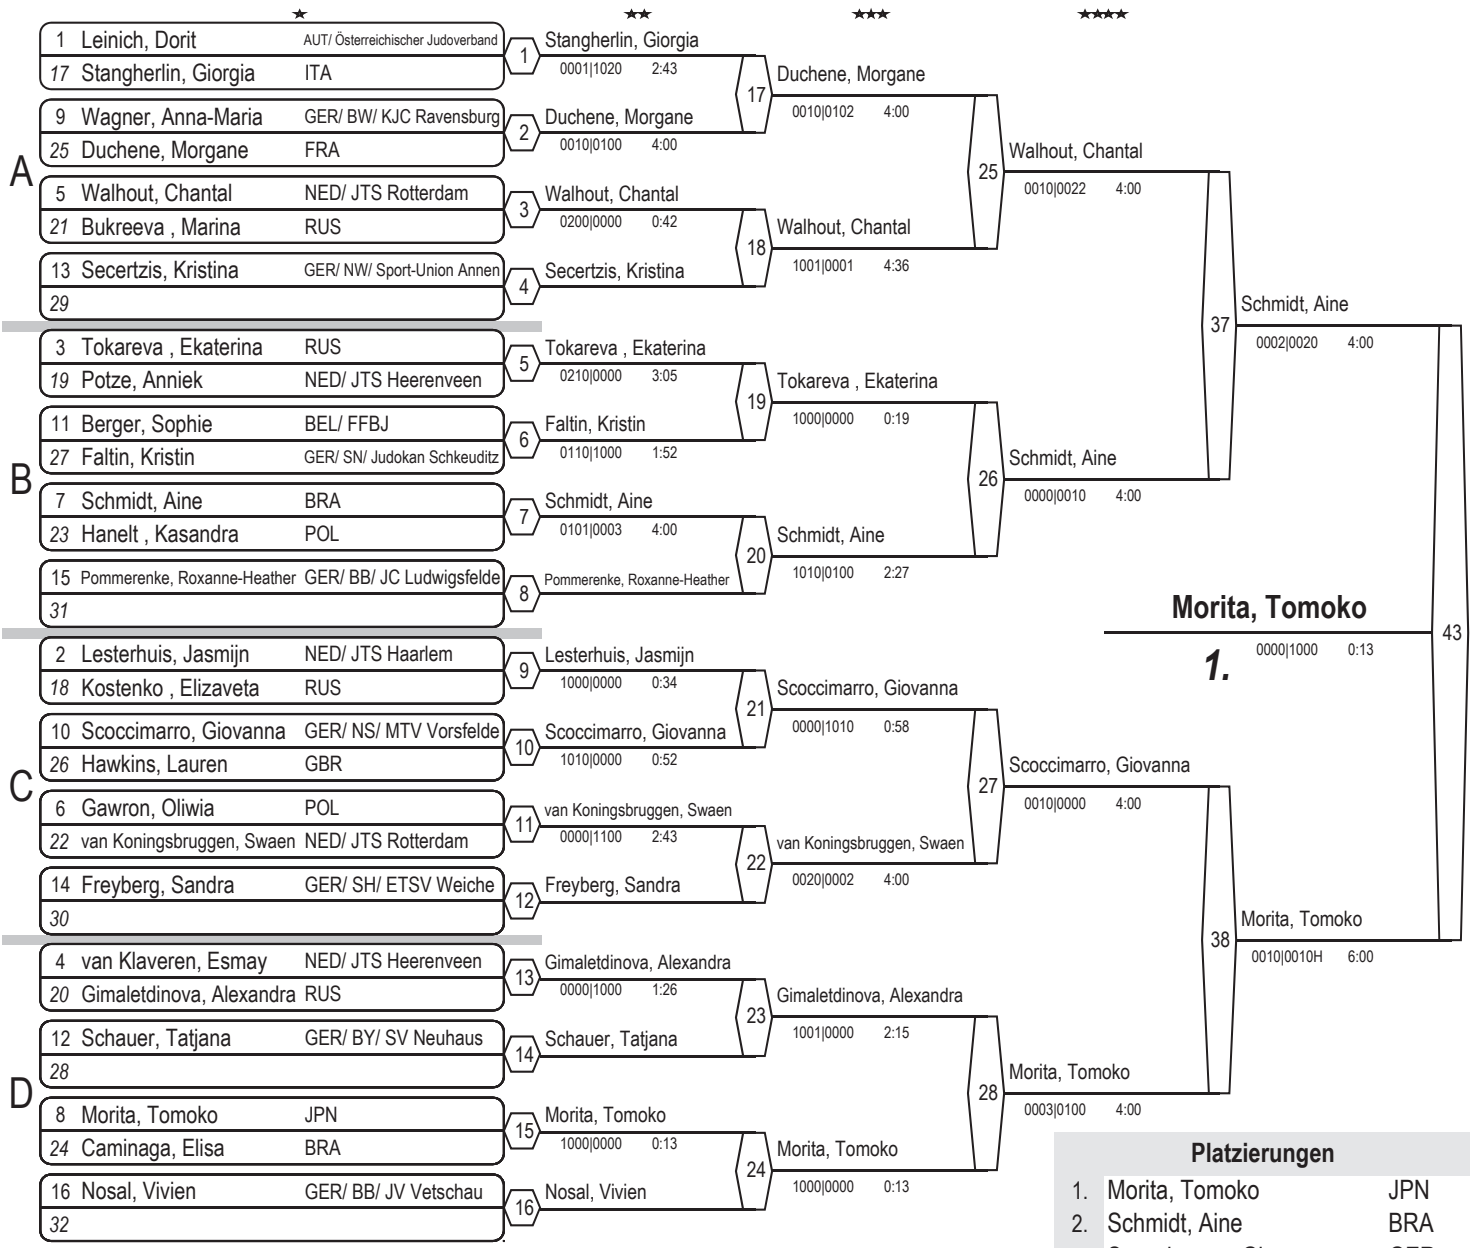 A
1 Leinich, Dorit AUT/ Österreichischer Judoverband
17 Stangherlin, Giorgia ITA
9 Wagner, Anna-Maria GER/ BW/ KJC Ravensburg
25 Duchene, Morgane FRA
5 Walhout, Chantal NED/ JTS Rotterdam
21 Bukreeva , Marina RUS
13 Secertzis, Kristina GER/ NW/ Sport-Union Annen
29
B
3 Tokareva , Ekaterina RUS
19 Potze, Anniek NED/ JTS Heerenveen
11 Berger, Sophie BEL/ FFBJ
27 Faltin, Kristin GER/ SN/ Judokan Schkeuditz
7 Schmidt, Aine BRA
23 Hanelt , Kasandra POL
15 Pommerenke, Roxanne-Heather GER/ BB/ JC Ludwigsfelde
31
C
2 Lesterhuis, Jasmijn NED/ JTS Haarlem
18 Kostenko , Elizaveta RUS
10 Scoccimarro, Giovanna GER/ NS/ MTV Vorsfelde
26 Hawkins, Lauren GBR
6 Gawron, Oliwia POL
22 van Koningsbruggen, Swaen NED/ JTS Rotterdam
14 Freyberg, Sandra GER/ SH/ ETSV Weiche
30
D
4 van Klaveren, Esmay NED/ JTS Heerenveen
20 Gimaletdinova, Alexandra RUS
12 Schauer, Tatjana GER/ BY/ SV Neuhaus
28
8 Morita, Tomoko JPN
24 Caminaga, Elisa BRA
16 Nosal, Vivien GER/ BB/ JV Vetschau
32
1 Stangherlin, Giorgia
0001|1020 2:43
2 Duchene, Morgane
0010|0100 4:00
3 Walhout, Chantal
0200|0000 0:42
4 Secertzis, Kristina
5 Tokareva , Ekaterina
0210|0000 3:05
6 Faltin, Kristin
0110|1000 1:52
7 Schmidt, Aine
0101|0003 4:00
8 Pommerenke, Roxanne-Heather
9 Lesterhuis, Jasmijn
1000|0000 0:34
10 Scoccimarro, Giovanna
1010|0000 0:52
11 van Koningsbruggen, Swaen
0000|1100 2:43
12 Freyberg, Sandra
13 Gimaletdinova, Alexandra
0000|1000 1:26
14 Schauer, Tatjana
15 Morita, Tomoko
1000|0000 0:13
16 Nosal, Vivien
17 Duchene, Morgane
0010|0102 4:00
18 Walhout, Chantal
1001|0001 4:36
19 Tokareva , Ekaterina
1000|0000 0:19
20 Schmidt, Aine
1010|0100 2:27
21 Scoccimarro, Giovanna
0000|1010 0:58
22 van Koningsbruggen, Swaen
0020|0002 4:00
23 Gimaletdinova, Alexandra
1001|0000 2:15
24 Morita, Tomoko
1000|0000 0:13
25 Walhout, Chantal
0010|0022 4:00
26 Schmidt, Aine
0000|0010 4:00
27 Scoccimarro, Giovanna
0010|0000 4:00
28 Morita, Tomoko
0003|0100 4:00
37 Schmidt, Aine
0002|0020 4:00
38 Morita, Tomoko
0010|0010H 6:00
43 Morita, Tomoko
1. 0000|1000 0:13
Platzierungen
1. Morita, Tomoko JPN
2. Schmidt, Aine BRA